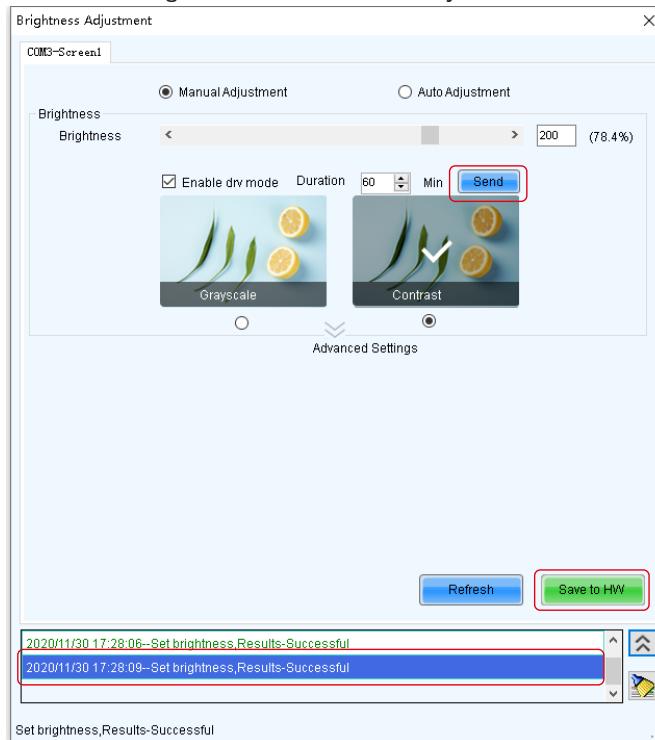 Brightness Adjustment
COM3-Screen1
Manual Adjustment Auto Adjustment
Brightness
Brightness 200 (78.4%)
Enable drv mode Duration 60 Min Send
Grayscale Contrast
Advanced Settings
Refresh Save to HW
2020/11/30 17:28:06--Set brightness,Results-Successful
2020/11/30 17:28:09--Set brightness,Results-Successful
Set brightness,Results-Successful